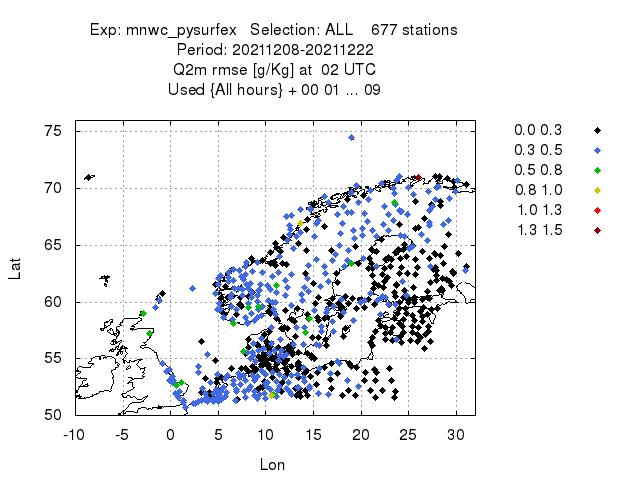 Exp: mnwc_pysurfex   Selection: ALL    677 stations
Period: 20211208-20211222
Q2m rmse [g/Kg] at  02 UTC
Used {All hours} + 00 01 ... 09
0.0 0.3
0.3 0.5
0.5 0.8
0.8 1.0
1.0 1.3
1.3 1.5
75
70
65
60
55
50
Lat
-10 -5 0 5 10 15 20 25 30
Lon